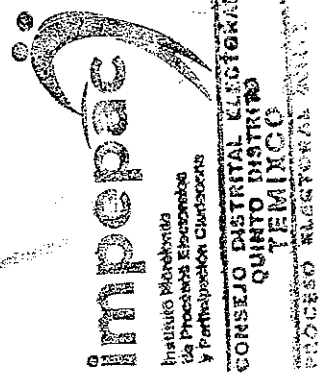 impepac
Instituto Morelense
de Procesos Electorales
y Participación Ciudadana
CONSEJO DISTRITAL ELECTORAL
QUINTO DISTRITO
TEMIXCO
PROCESO ELECTORAL